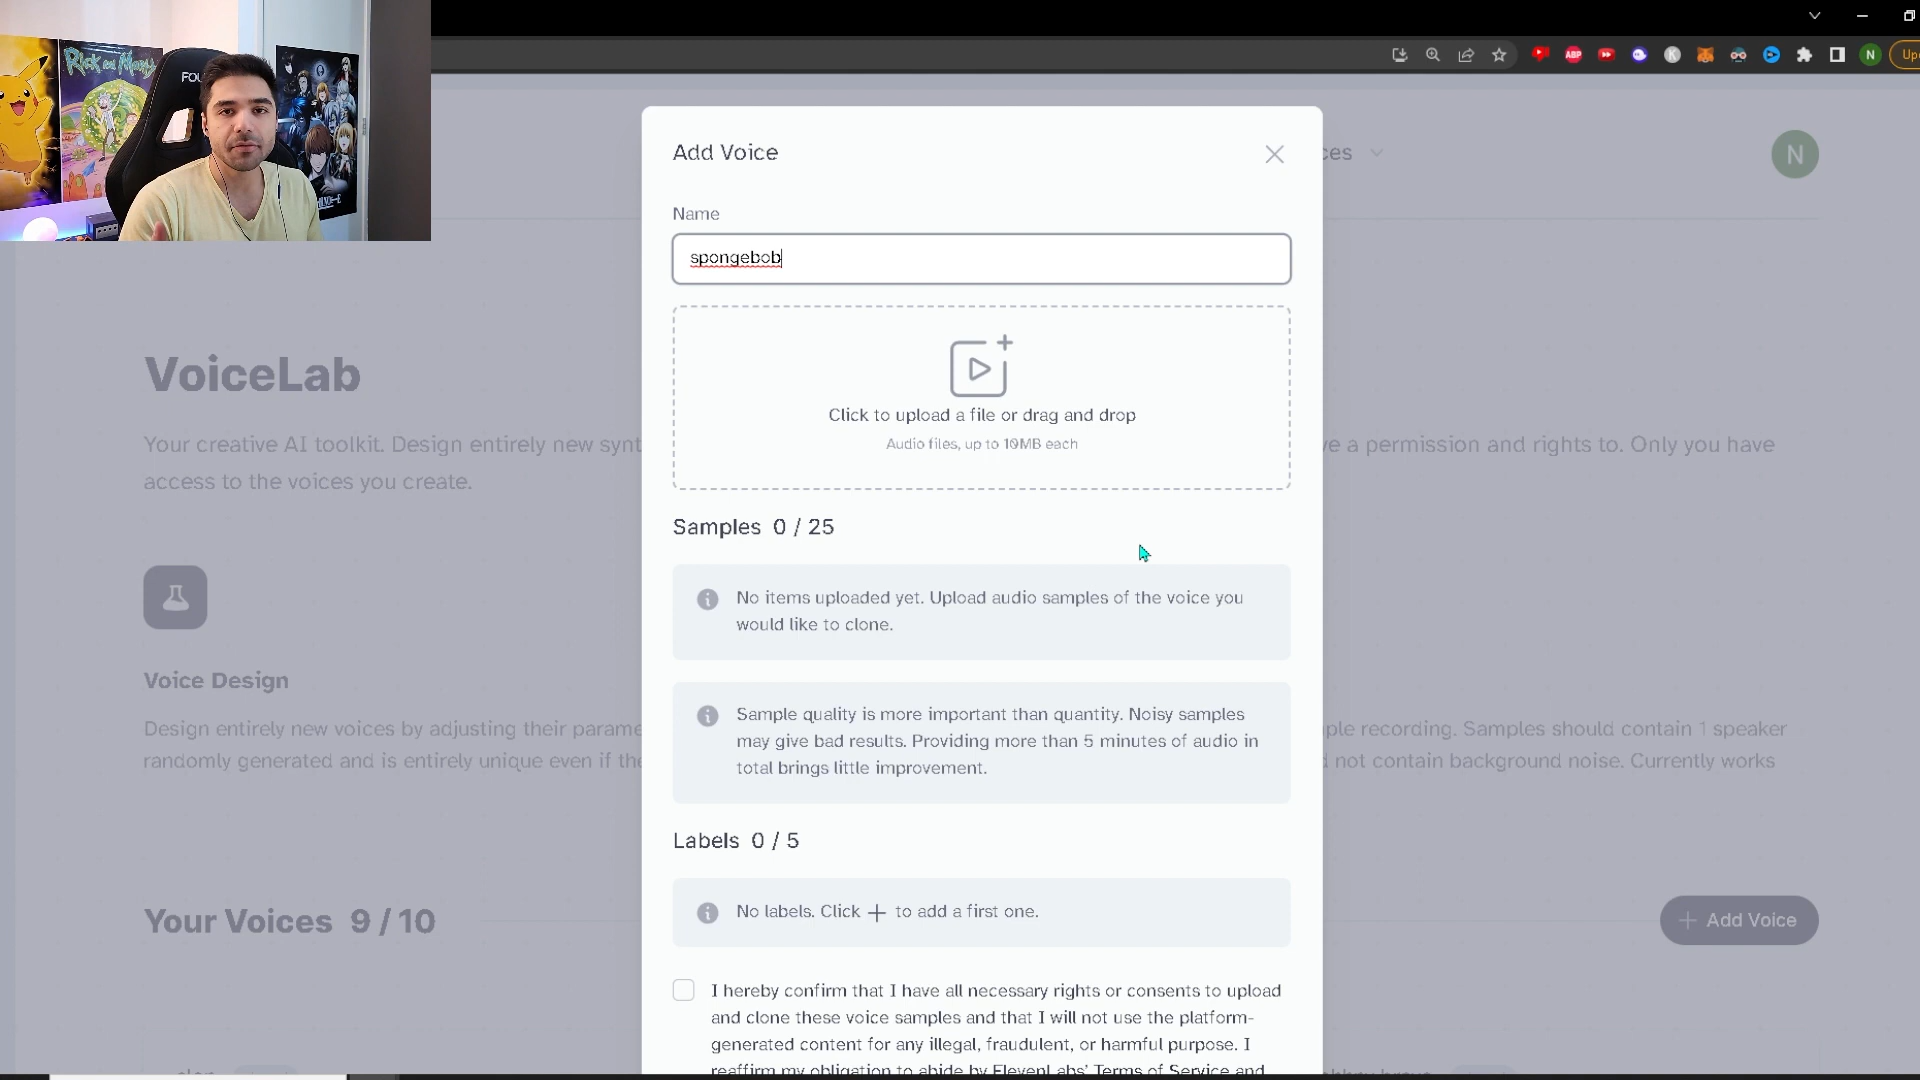 Rick and Morty
FOU
ABP
K
N
Add Voice
ces
N
Name
spongebob
Click to upload a file or drag and drop
Audio files, up to 10MB each
VoiceLab
Your creative AI toolkit. Design entirely new synt
e a permission and rights to. Only you have
access to the voices you create.
Samples 0 / 25
No items uploaded yet. Upload audio samples of the voice you
would like to clone.
Voice Design
Sample quality is more important than quantity. Noisy samples
Design entirely new voices by adjusting their parame
ple recording. Samples should contain 1 speaker
may give bad results. Providing more than 5 minutes of audio in
randomly generated and is entirely unique even if the
not contain background noise. Currently works
total brings little improvement.
Labels 0 / 5
No labels. Click + to add a first one.
Your Voices 9 / 10
+ Add Voice
I hereby confirm that I have all necessary rights or consents to upload
and clone these voice samples and that I will not use the platform-
generated content for any illegal, fraudulent, or harmful purpose. I
reaffirm my obligation to abide by ElevenLabs' Terms of Service and